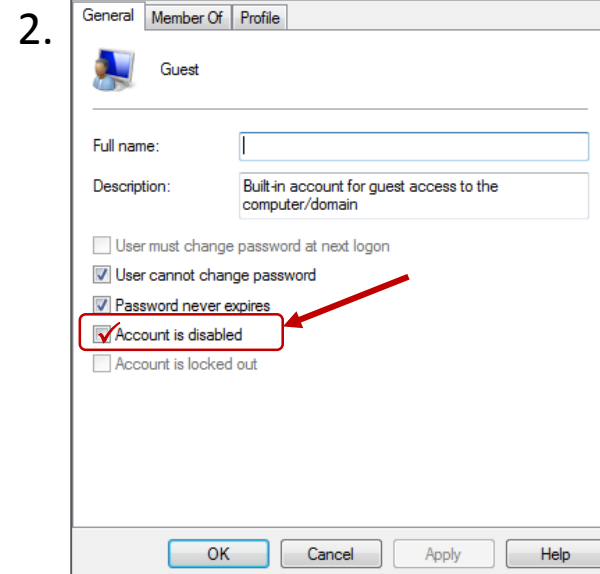 2.
General Member Of Profile
Guest
Full name:
Description: Built-in account for guest access to the
computer/domain
User must change password at next logon
User cannot change password
Password never expires
Account is disabled
Account is locked out
OK Cancel Apply Help